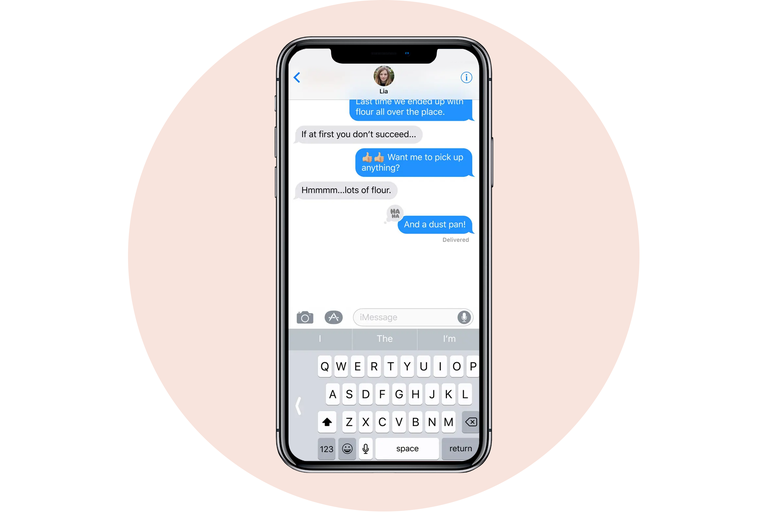 Lia
Last time we ended up with
flour all over the place.
If at first you don't succeed...
👍👍 Want me to pick up
anything?
Hmmmm...lots of flour.
HA
HA
And a dust pan!
Delivered
iMessage
I The I'm
Q W E R T Y U I O P
A S D F G H J K L
Z X C V B N M
123 space return